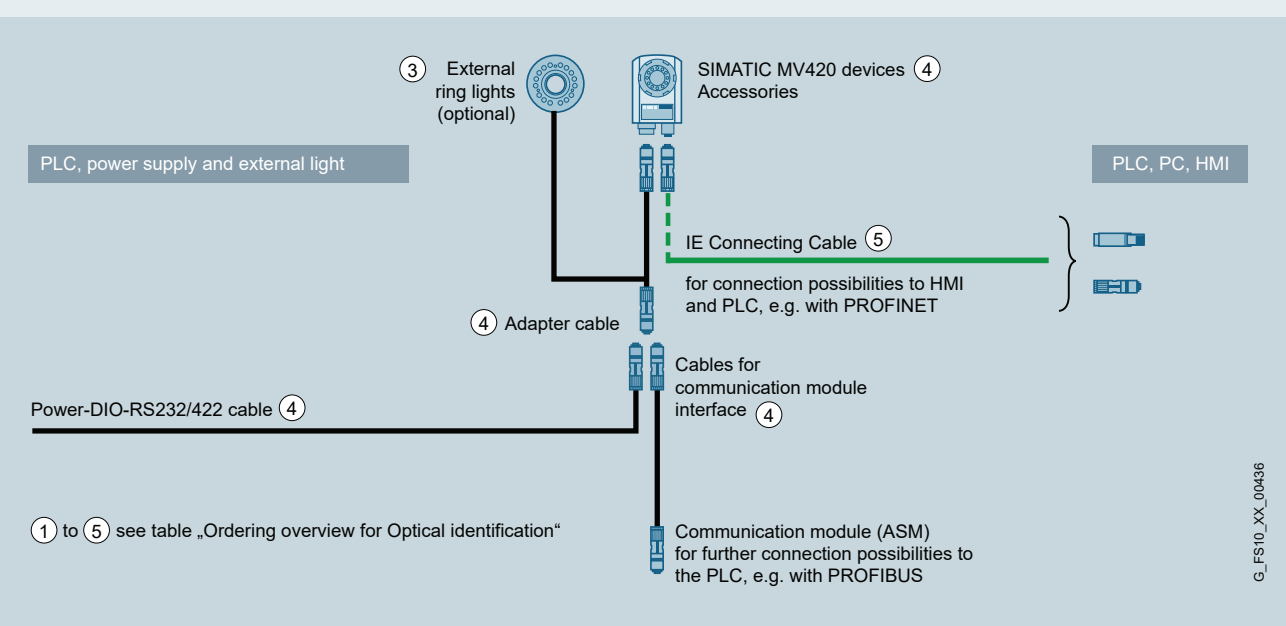 3 External
ring lights
(optional)
SIMATIC MV420 devices 4
Accessories
PLC, power supply and external light
PLC, PC, HMI
IE Connecting Cable 5
for connection possibilities to HMI
and PLC, e.g. with PROFINET
4 Adapter cable
Cables for
communication module
interface 4
Power-DIO-RS232/422 cable 4
1 to 5 see table „Ordering overview for Optical identification“
Communication module (ASM)
for further connection possibilities to
the PLC, e.g. with PROFIBUS
G_FS10_XX_00436